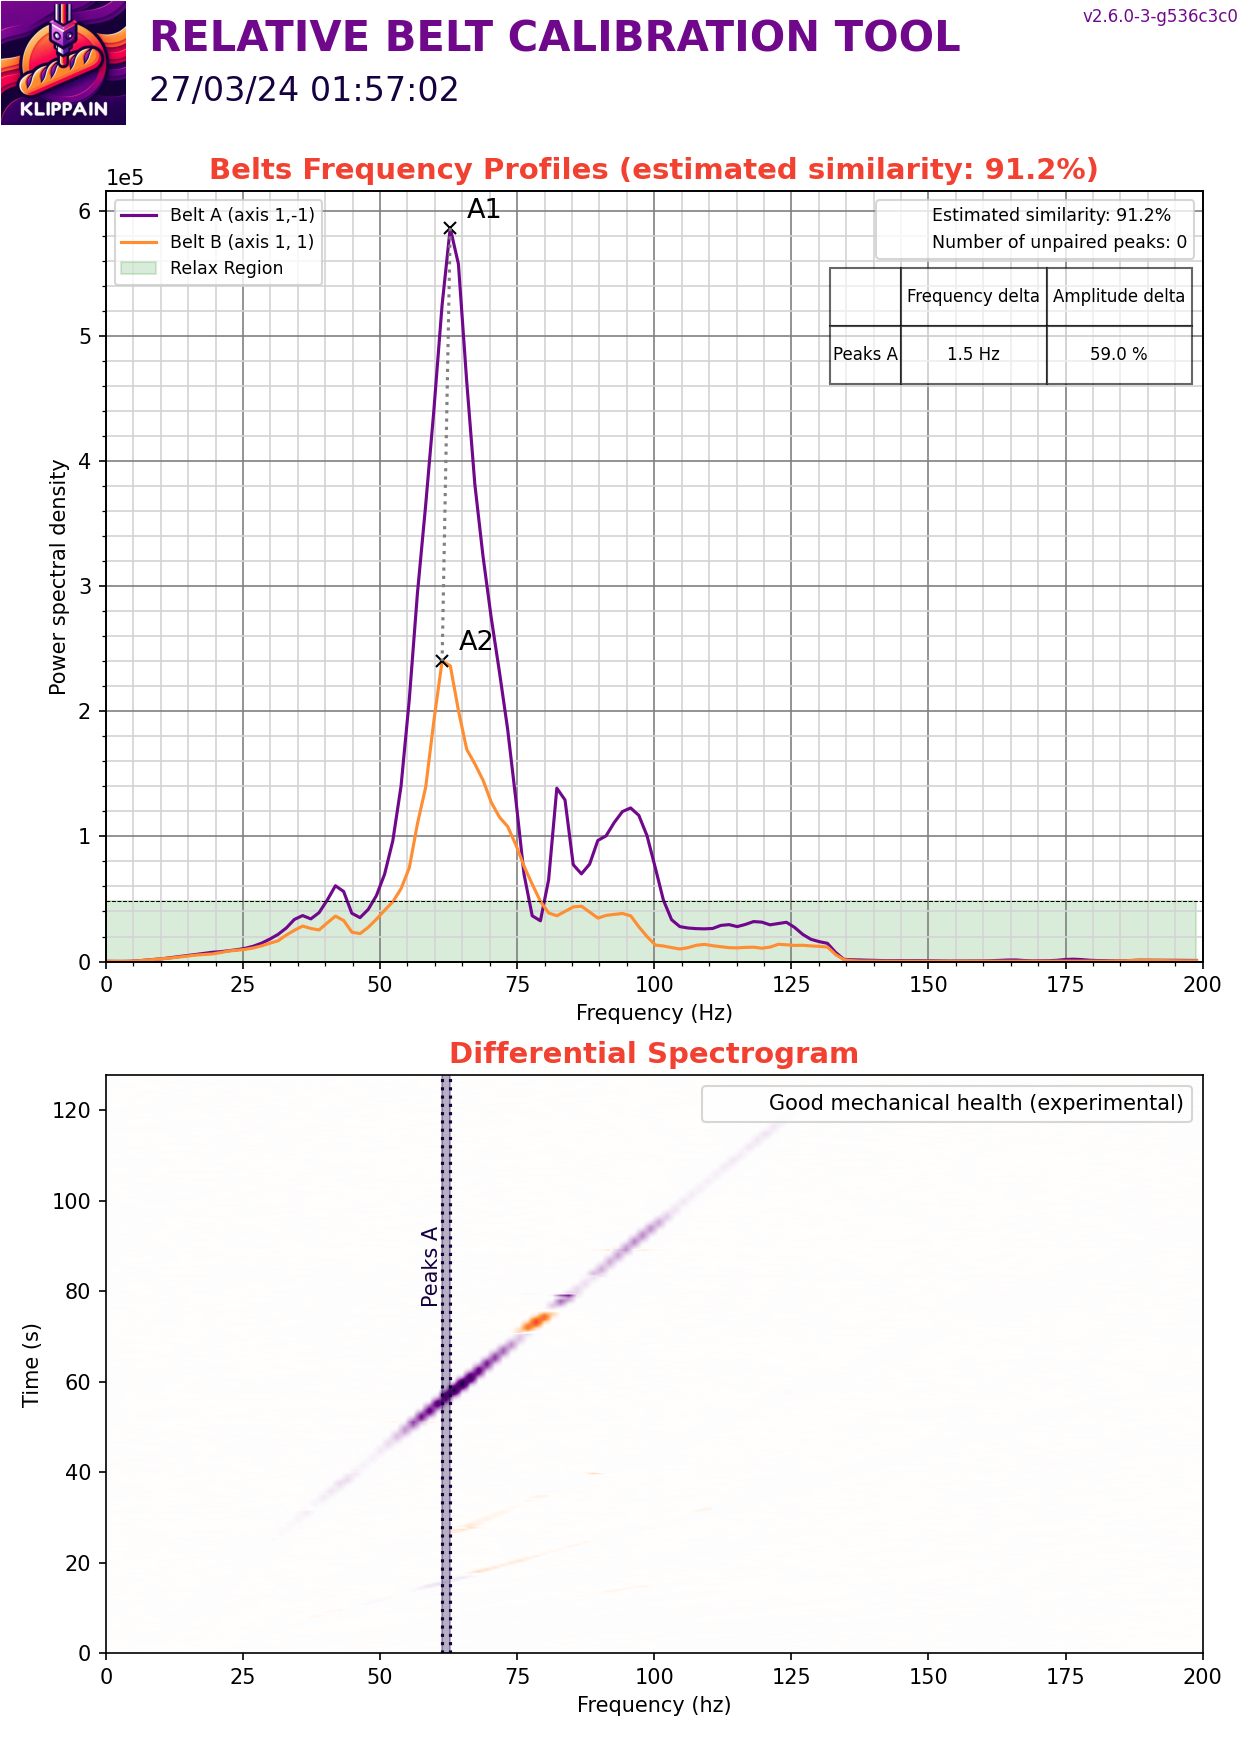 KLIPPAIN
RELATIVE BELT CALIBRATION TOOL
27/03/24 01:57:02
v2.6.0-3-g536c3c0
Belts Frequency Profiles (estimated similarity: 91.2%)
1e5
Belt A (axis 1,-1)
Belt B (axis 1, 1)
Relax Region
Estimated similarity: 91.2%
Number of unpaired peaks: 0
Frequency delta Amplitude delta
Peaks A 1.5 Hz 59.0 %
A1
A2
6
5
4
3
2
1
0
Power spectral density
0 25 50 75 100 125 150 175 200
Frequency (Hz)
Differential Spectrogram
Good mechanical health (experimental)
Peaks A
120
100
80
60
40
20
0
Time (s)
0 25 50 75 100 125 150 175 200
Frequency (hz)